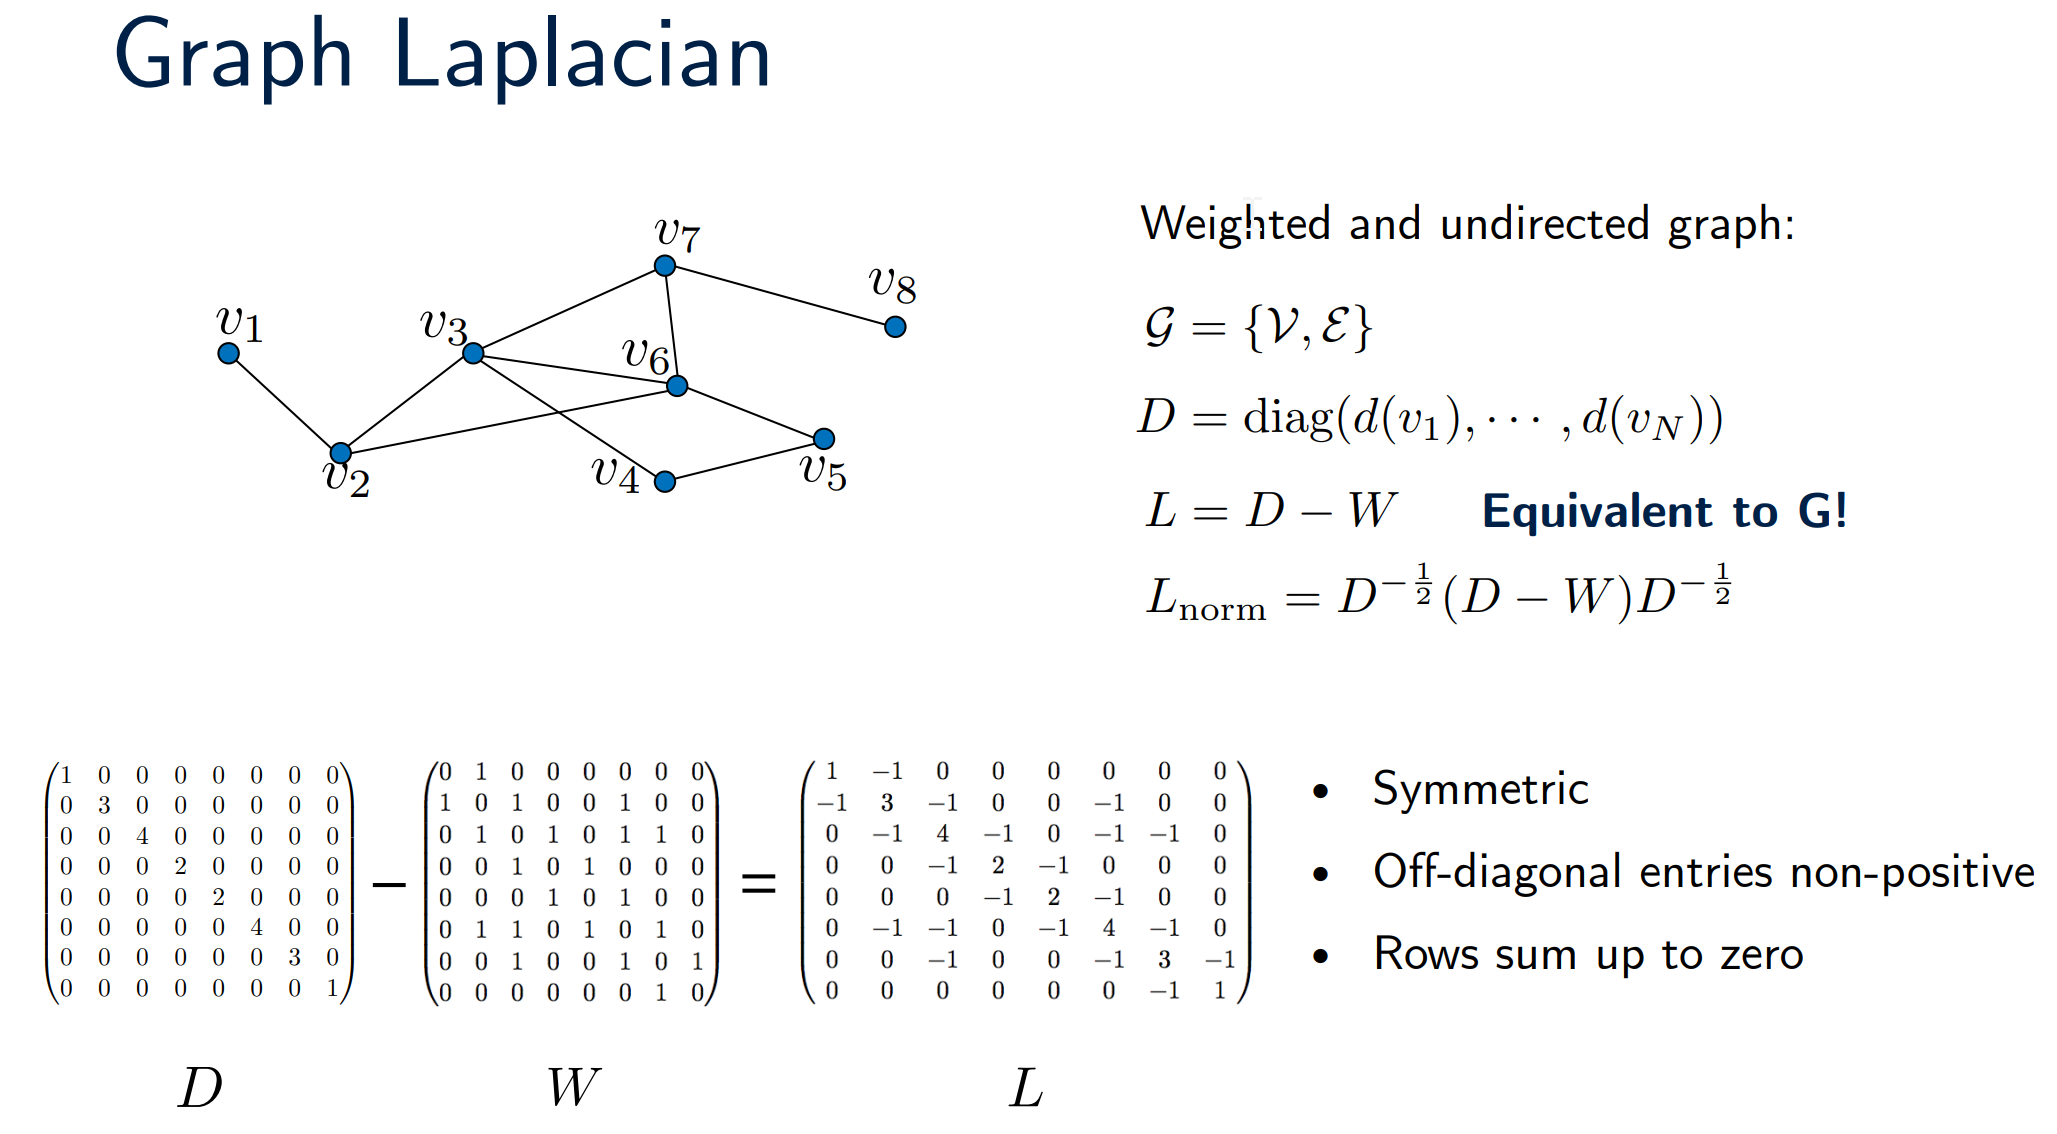 Graph Laplacian
v₇
v₈
v₁
v₃
v₆
v₂
v₄
v₅
Weighted and undirected graph:
𝒢 = {𝒱, ℰ}
D = diag(d(v₁), ⋯ , d(v_N))
L = D − W Equivalent to G!
L_norm = D^{−1/2}(D − W)D^{−1/2}
1 0 0 0 0 0 0 0
0 3 0 0 0 0 0 0
0 0 4 0 0 0 0 0
0 0 0 2 0 0 0 0
0 0 0 0 2 0 0 0
0 0 0 0 0 4 0 0
0 0 0 0 0 0 3 0
0 0 0 0 0 0 0 1
−
0 1 0 0 0 0 0 0
1 0 1 0 0 1 0 0
0 1 0 1 0 1 1 0
0 0 1 0 1 0 0 0
0 0 0 1 0 1 0 0
0 1 1 0 1 0 1 0
0 0 1 0 0 1 0 1
0 0 0 0 0 0 1 0
=
1 −1 0 0 0 0 0 0
−1 3 −1 0 0 −1 0 0
0 −1 4 −1 0 −1 −1 0
0 0 −1 2 −1 0 0 0
0 0 0 −1 2 −1 0 0
0 −1 −1 0 −1 4 −1 0
0 0 −1 0 0 −1 3 −1
0 0 0 0 0 0 −1 1
D
W
L
• Symmetric
• Off-diagonal entries non-positive
• Rows sum up to zero